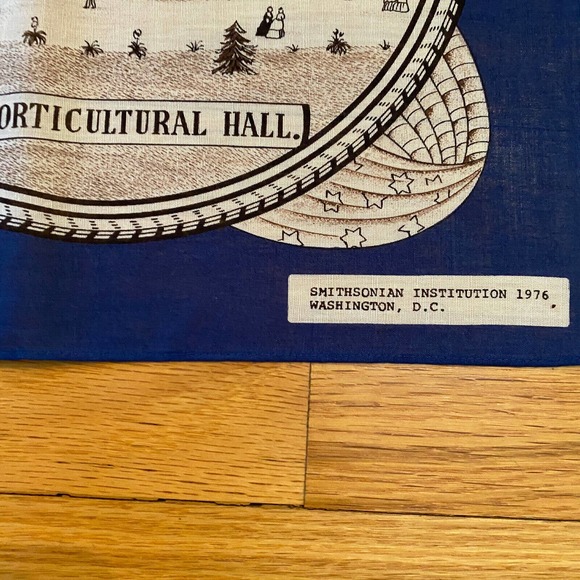 ORTICULTURAL HALL.
SMITHSONIAN INSTITUTION 1976,
WASHINGTON, D.C.